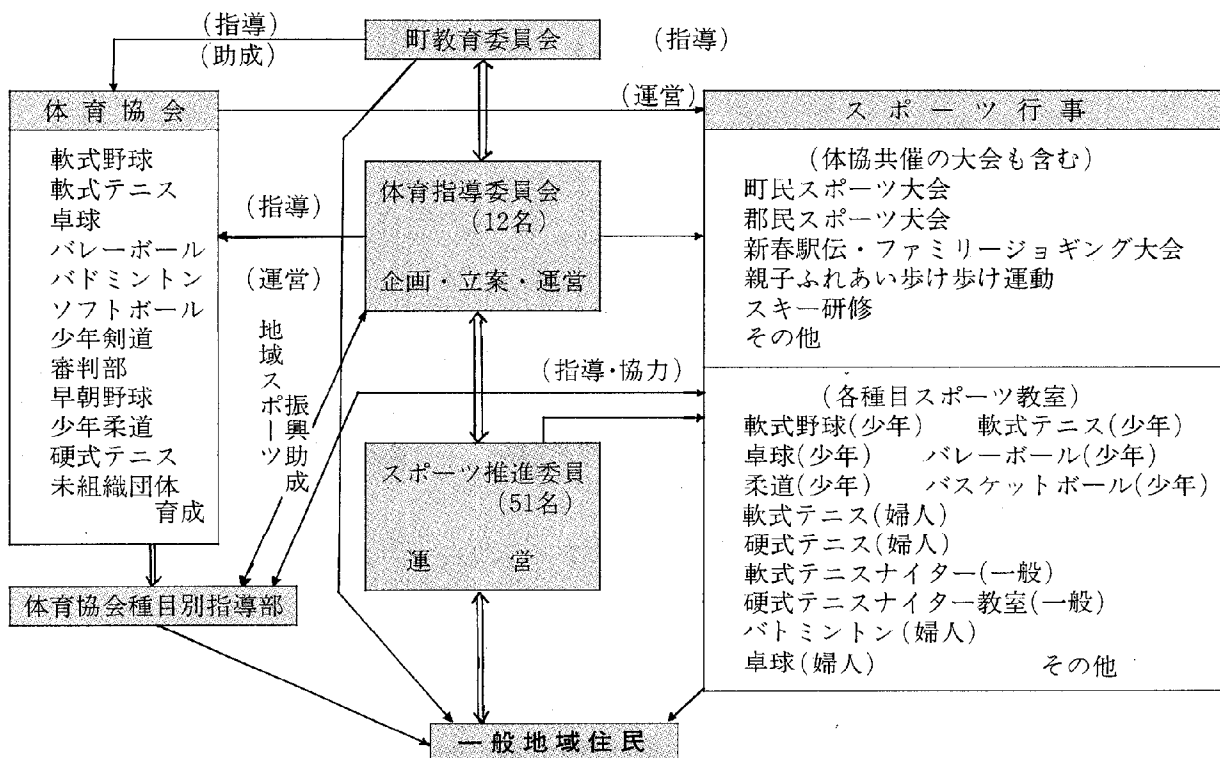 (指導)
(助成)
町教育委員会
(指導)
体育協会
軟式野球
軟式テニス
卓球
バレーボール
バドミントン
ソフトボール
少年剣道
審判部
早朝野球
少年柔道
硬式テニス
未組織団体
育成
(運営)
(指導)
(運営)
体育指導委員会
(12名)
企画・立案・運営
地域スポーツ
振興助成
(指導・協力)
スポーツ推進委員
(51名)
運営
体育協会種目別指導部
スポーツ行事
(体協共催の大会も含む)
町民スポーツ大会
郡民スポーツ大会
新春駅伝・ファミリージョギング大会
親子ふれあい歩け歩け運動
スキー研修
その他
(各種目スポーツ教室)
軟式野球(少年) 軟式テニス(少年)
卓球(少年) バレーボール(少年)
柔道(少年) バスケットボール(少年)
軟式テニス(婦人)
硬式テニス(婦人)
軟式テニスナイター(一般)
硬式テニスナイター教室(一般)
バトミントン(婦人)
卓球(婦人) その他
一般地域住民